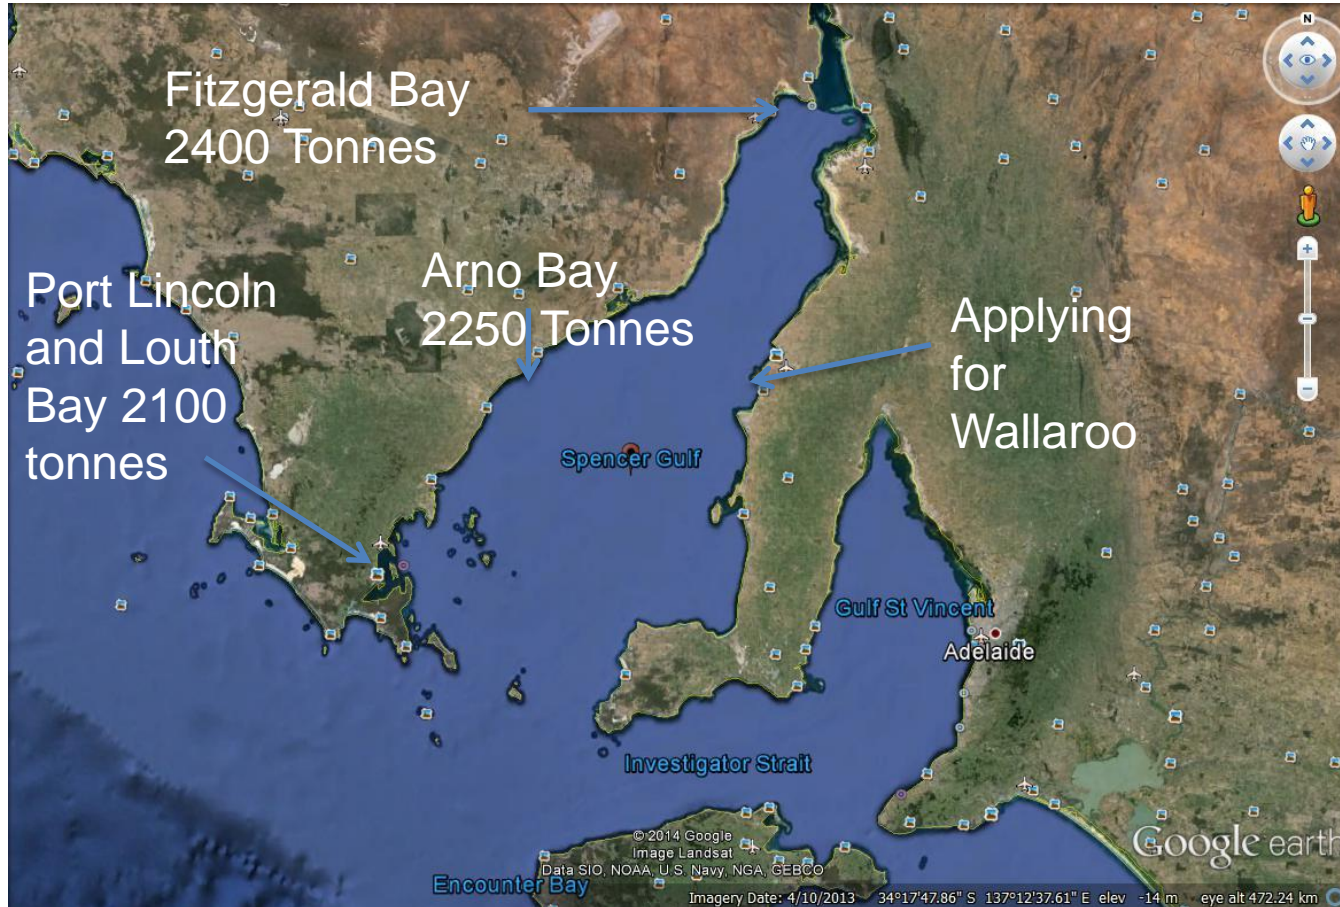 N
Fitzgerald Bay
2400 Tonnes
Port Lincoln
and Louth
Bay 2100
tonnes
Arno Bay
2250 Tonnes
Applying
for
Wallaroo
Spencer Gulf
Gulf St Vincent
Adelaide
Investigator Strait
© 2014 Google
Image Landsat
Data SIO, NOAA, U.S. Navy, NGA, GEBCO
Encounter Bay
Google earth
Imagery Date: 4/10/2013 34°17'47.86" S 137°12'37.61" E elev -14 m eye alt 472.24 km